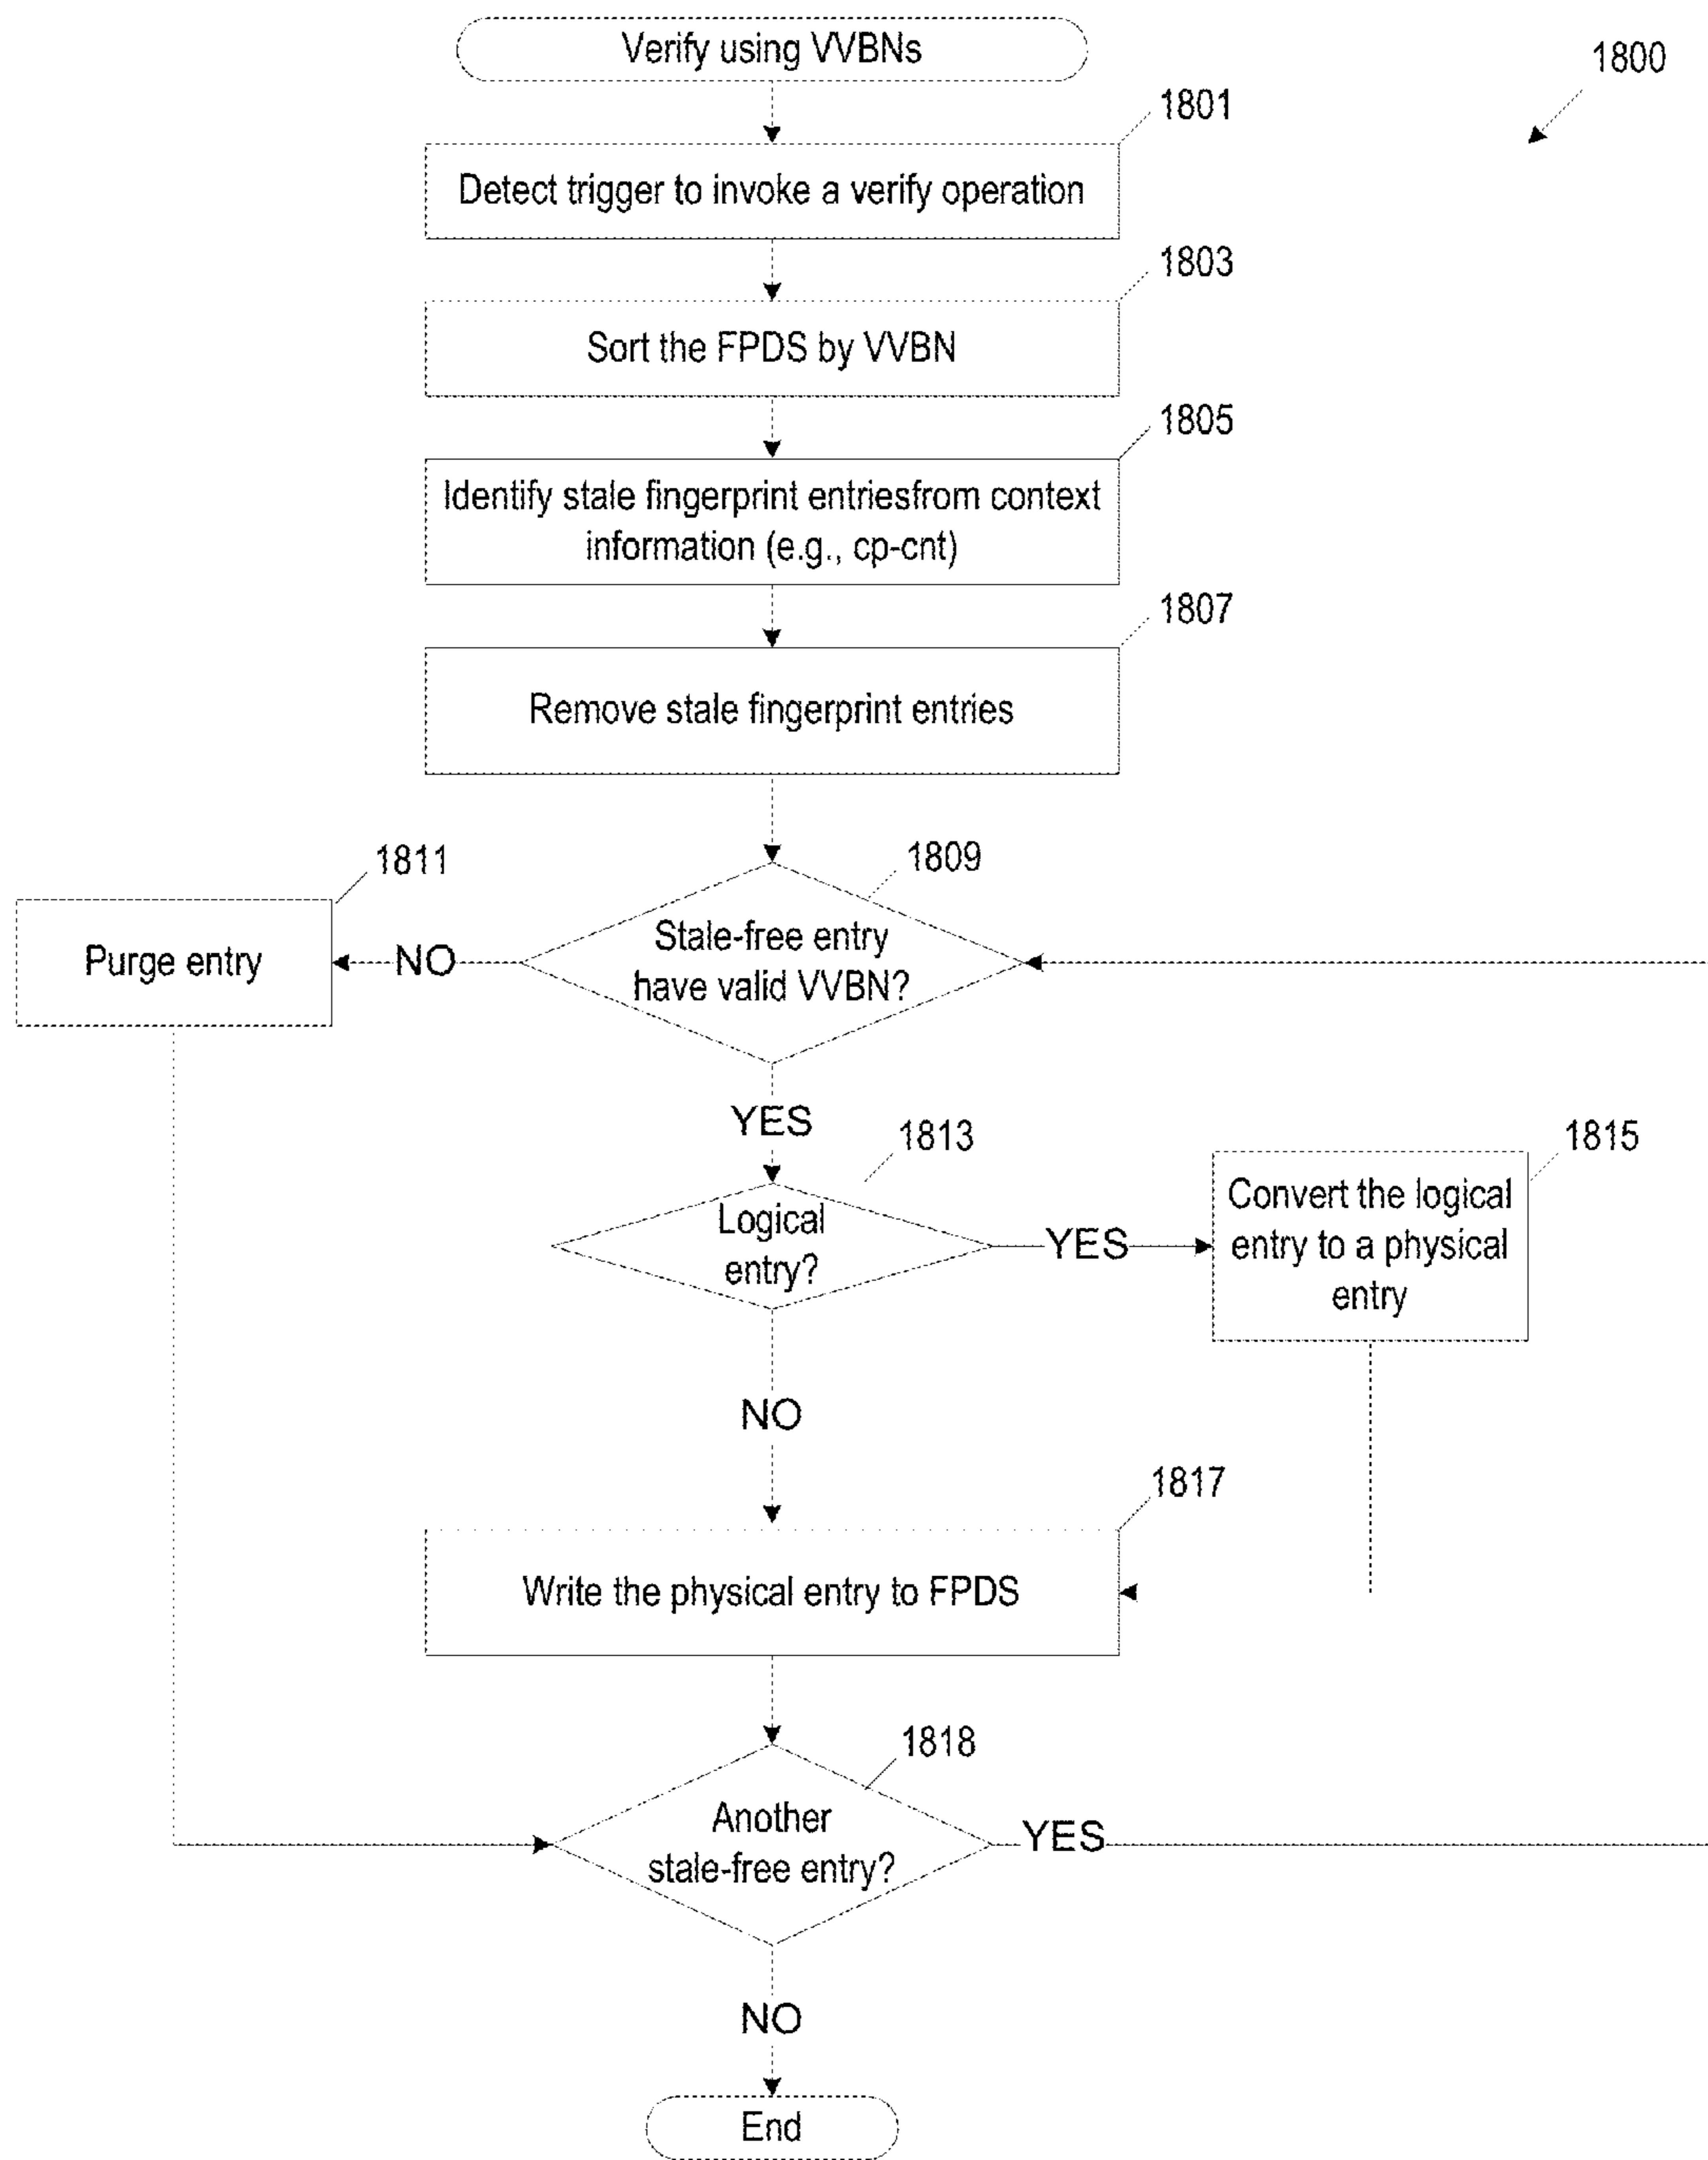 Verify using VVBNs
1800
1801
Detect trigger to invoke a verify operation
1803
Sort the FPDS by VVBN
1805
Identify stale fingerprint entriesfrom context
information (e.g., cp-cnt)
1807
Remove stale fingerprint entries
1811
1809
Purge entry
NO
Stale-free entry
have valid VVBN?
YES
1813
1815
Logical
entry?
YES
Convert the logical
entry to a physical
entry
NO
1817
Write the physical entry to FPDS
1818
Another
stale-free entry?
YES
NO
End